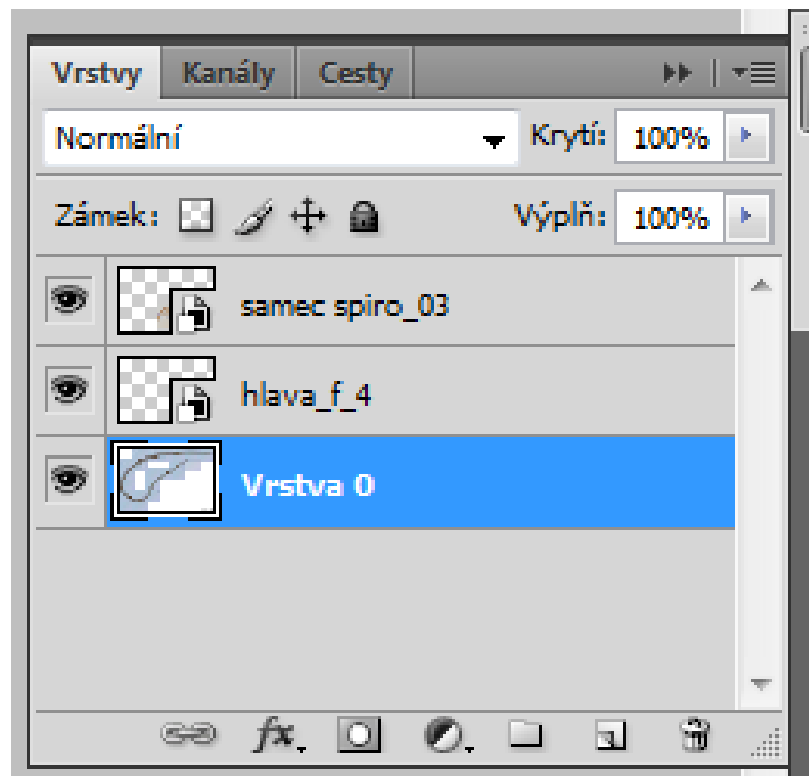 Vrstvy Kanály Cesty
Normální Krytí: 100%
Zámek: Výplň: 100%
samec spiro_03
hlava_f_4
Vrstva 0
fx.